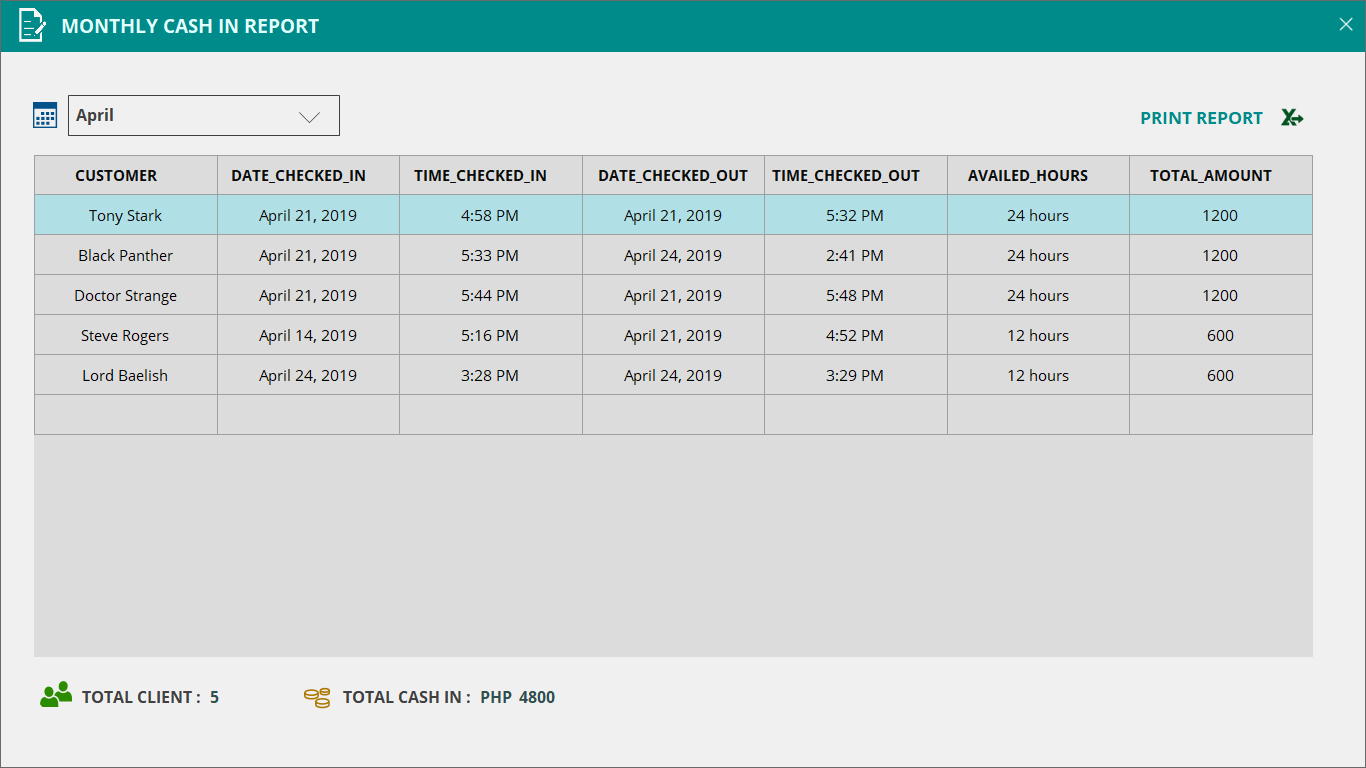 MONTHLY CASH IN REPORT
April
PRINT REPORT
CUSTOMER DATE_CHECKED_IN TIME_CHECKED_IN DATE_CHECKED_OUT TIME_CHECKED_OUT AVAILED_HOURS TOTAL_AMOUNT
Tony Stark April 21, 2019 4:58 PM April 21, 2019 5:32 PM 24 hours 1200
Black Panther April 21, 2019 5:33 PM April 24, 2019 2:41 PM 24 hours 1200
Doctor Strange April 21, 2019 5:44 PM April 21, 2019 5:48 PM 24 hours 1200
Steve Rogers April 14, 2019 5:16 PM April 21, 2019 4:52 PM 12 hours 600
Lord Baelish April 24, 2019 3:28 PM April 24, 2019 3:29 PM 12 hours 600
TOTAL CLIENT : 5 TOTAL CASH IN : PHP 4800